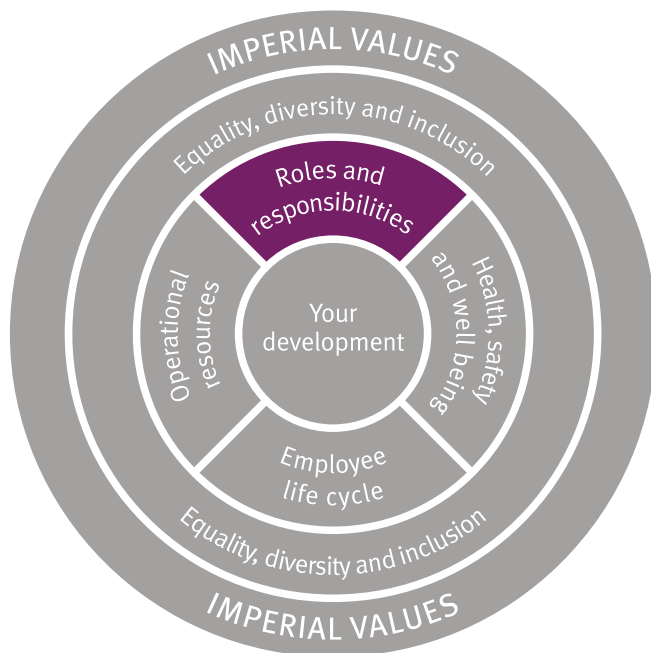 IMPERIAL VALUES
Equality, diversity and inclusion
Roles and
responsibilities
Operational
resources
Your
development
Health, safety
and well being
Employee
life cycle
Equality, diversity and inclusion
IMPERIAL VALUES